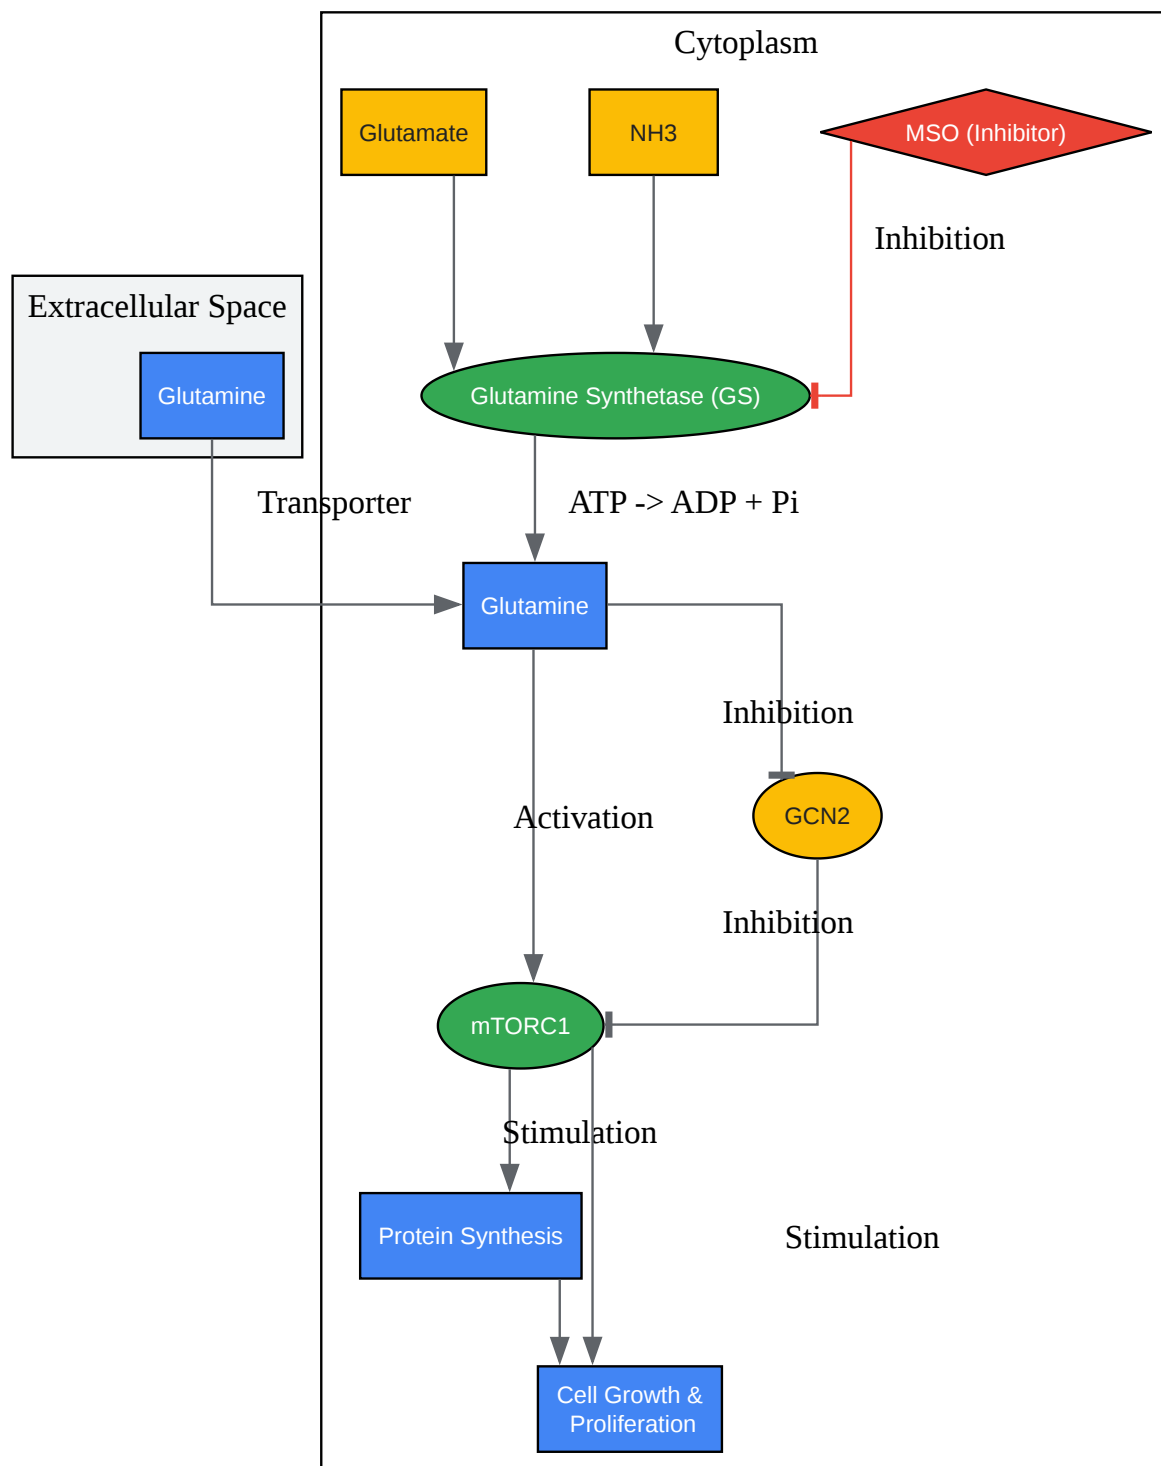 Cytoplasm
Glutamate
NH3
MSO (Inhibitor)
Inhibition
Extracellular Space
Glutamine
Glutamine Synthetase (GS)
Transporter
ATP -> ADP + Pi
Glutamine
Inhibition
Activation
GCN2
Inhibition
mTORC1
Stimulation
Protein Synthesis
Stimulation
Cell Growth &
Proliferation